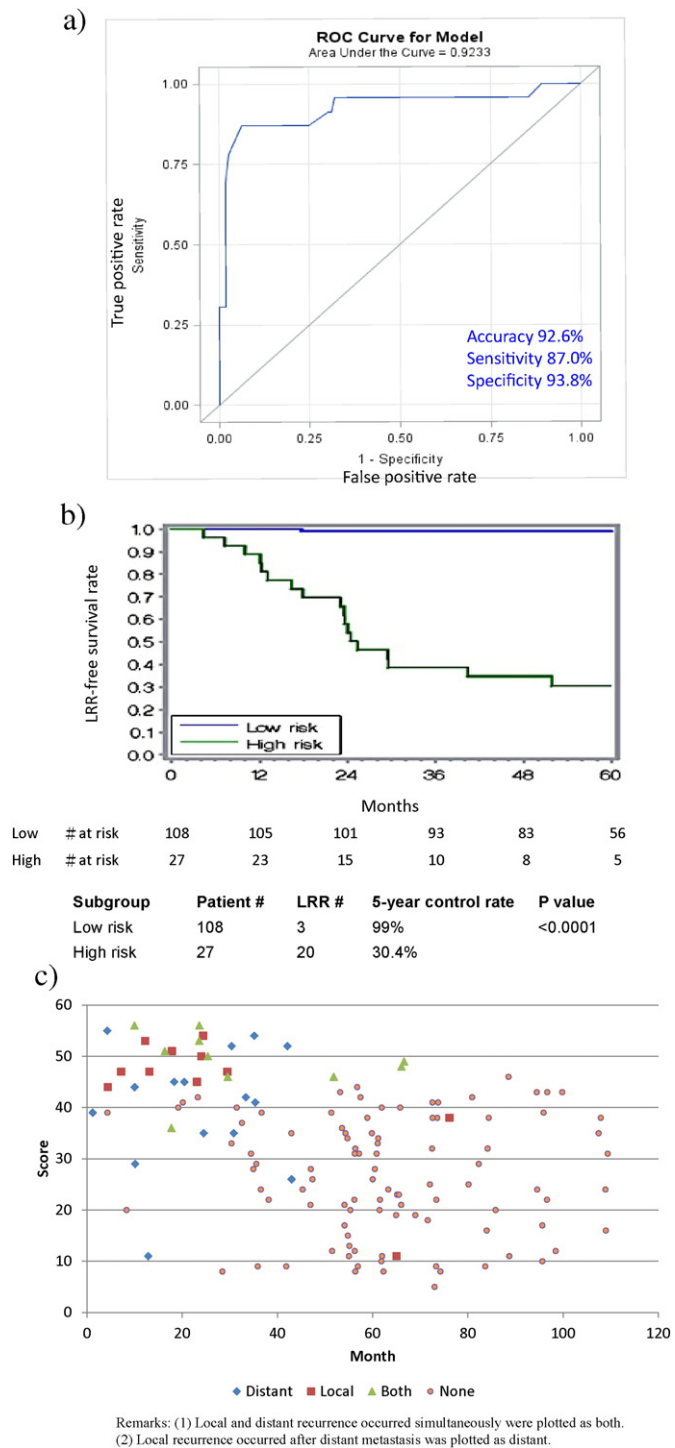 a)
ROC Curve for Model
Area Under the Curve = 0.9233
1.00
0.75
0.50
0.25
0.00
True positive rate
Sensitivity
Accuracy 92.6%
Sensitivity 87.0%
Specificity 93.8%
0.00 0.25 0.50 0.75 1.00
1 - Specificity
False positive rate
b)
1.0
0.9
0.8
0.7
0.6
0.5
0.4
0.3
0.2
0.1
0.0
LRR-free survival rate
Low risk
High risk
0 12 24 36 48 60
Months
Low # at risk 108 105 101 93 83 56
High # at risk 27 23 15 10 8 5
Subgroup Patient # LRR # 5-year control rate P value
Low risk 108 3 99% <0.0001
High risk 27 20 30.4%
c)
60
50
40
30
20
10
0
Score
0 20 40 60 80 100 120
Month
Distant Local Both None
Remarks: (1) Local and distant recurrence occurred simultaneously were plotted as both.
(2) Local recurrence occurred after distant metastasis was plotted as distant.